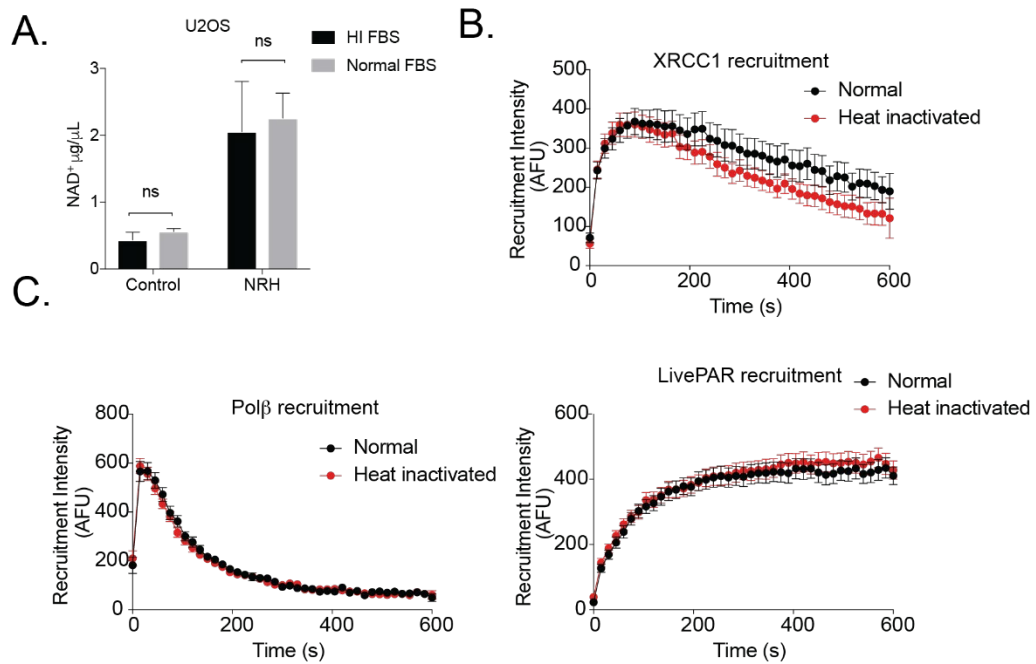 A.
U2OS
HI FBS
Normal FBS
ns
ns
NAD+ μg/μL
3
2
1
0
Control
NRH
B.
XRCC1 recruitment
Normal
Heat inactivated
Recruitment Intensity
(AFU)
500
400
300
200
100
0
0
200
400
600
Time (s)
C.
Polβ recruitment
Normal
Heat inactivated
Recruitment Intensity
(AFU)
800
600
400
200
0
0
200
400
600
Time (s)
LivePAR recruitment
Normal
Heat inactivated
Recruitment Intensity
(AFU)
600
400
200
0
0
200
400
600
Time (s)